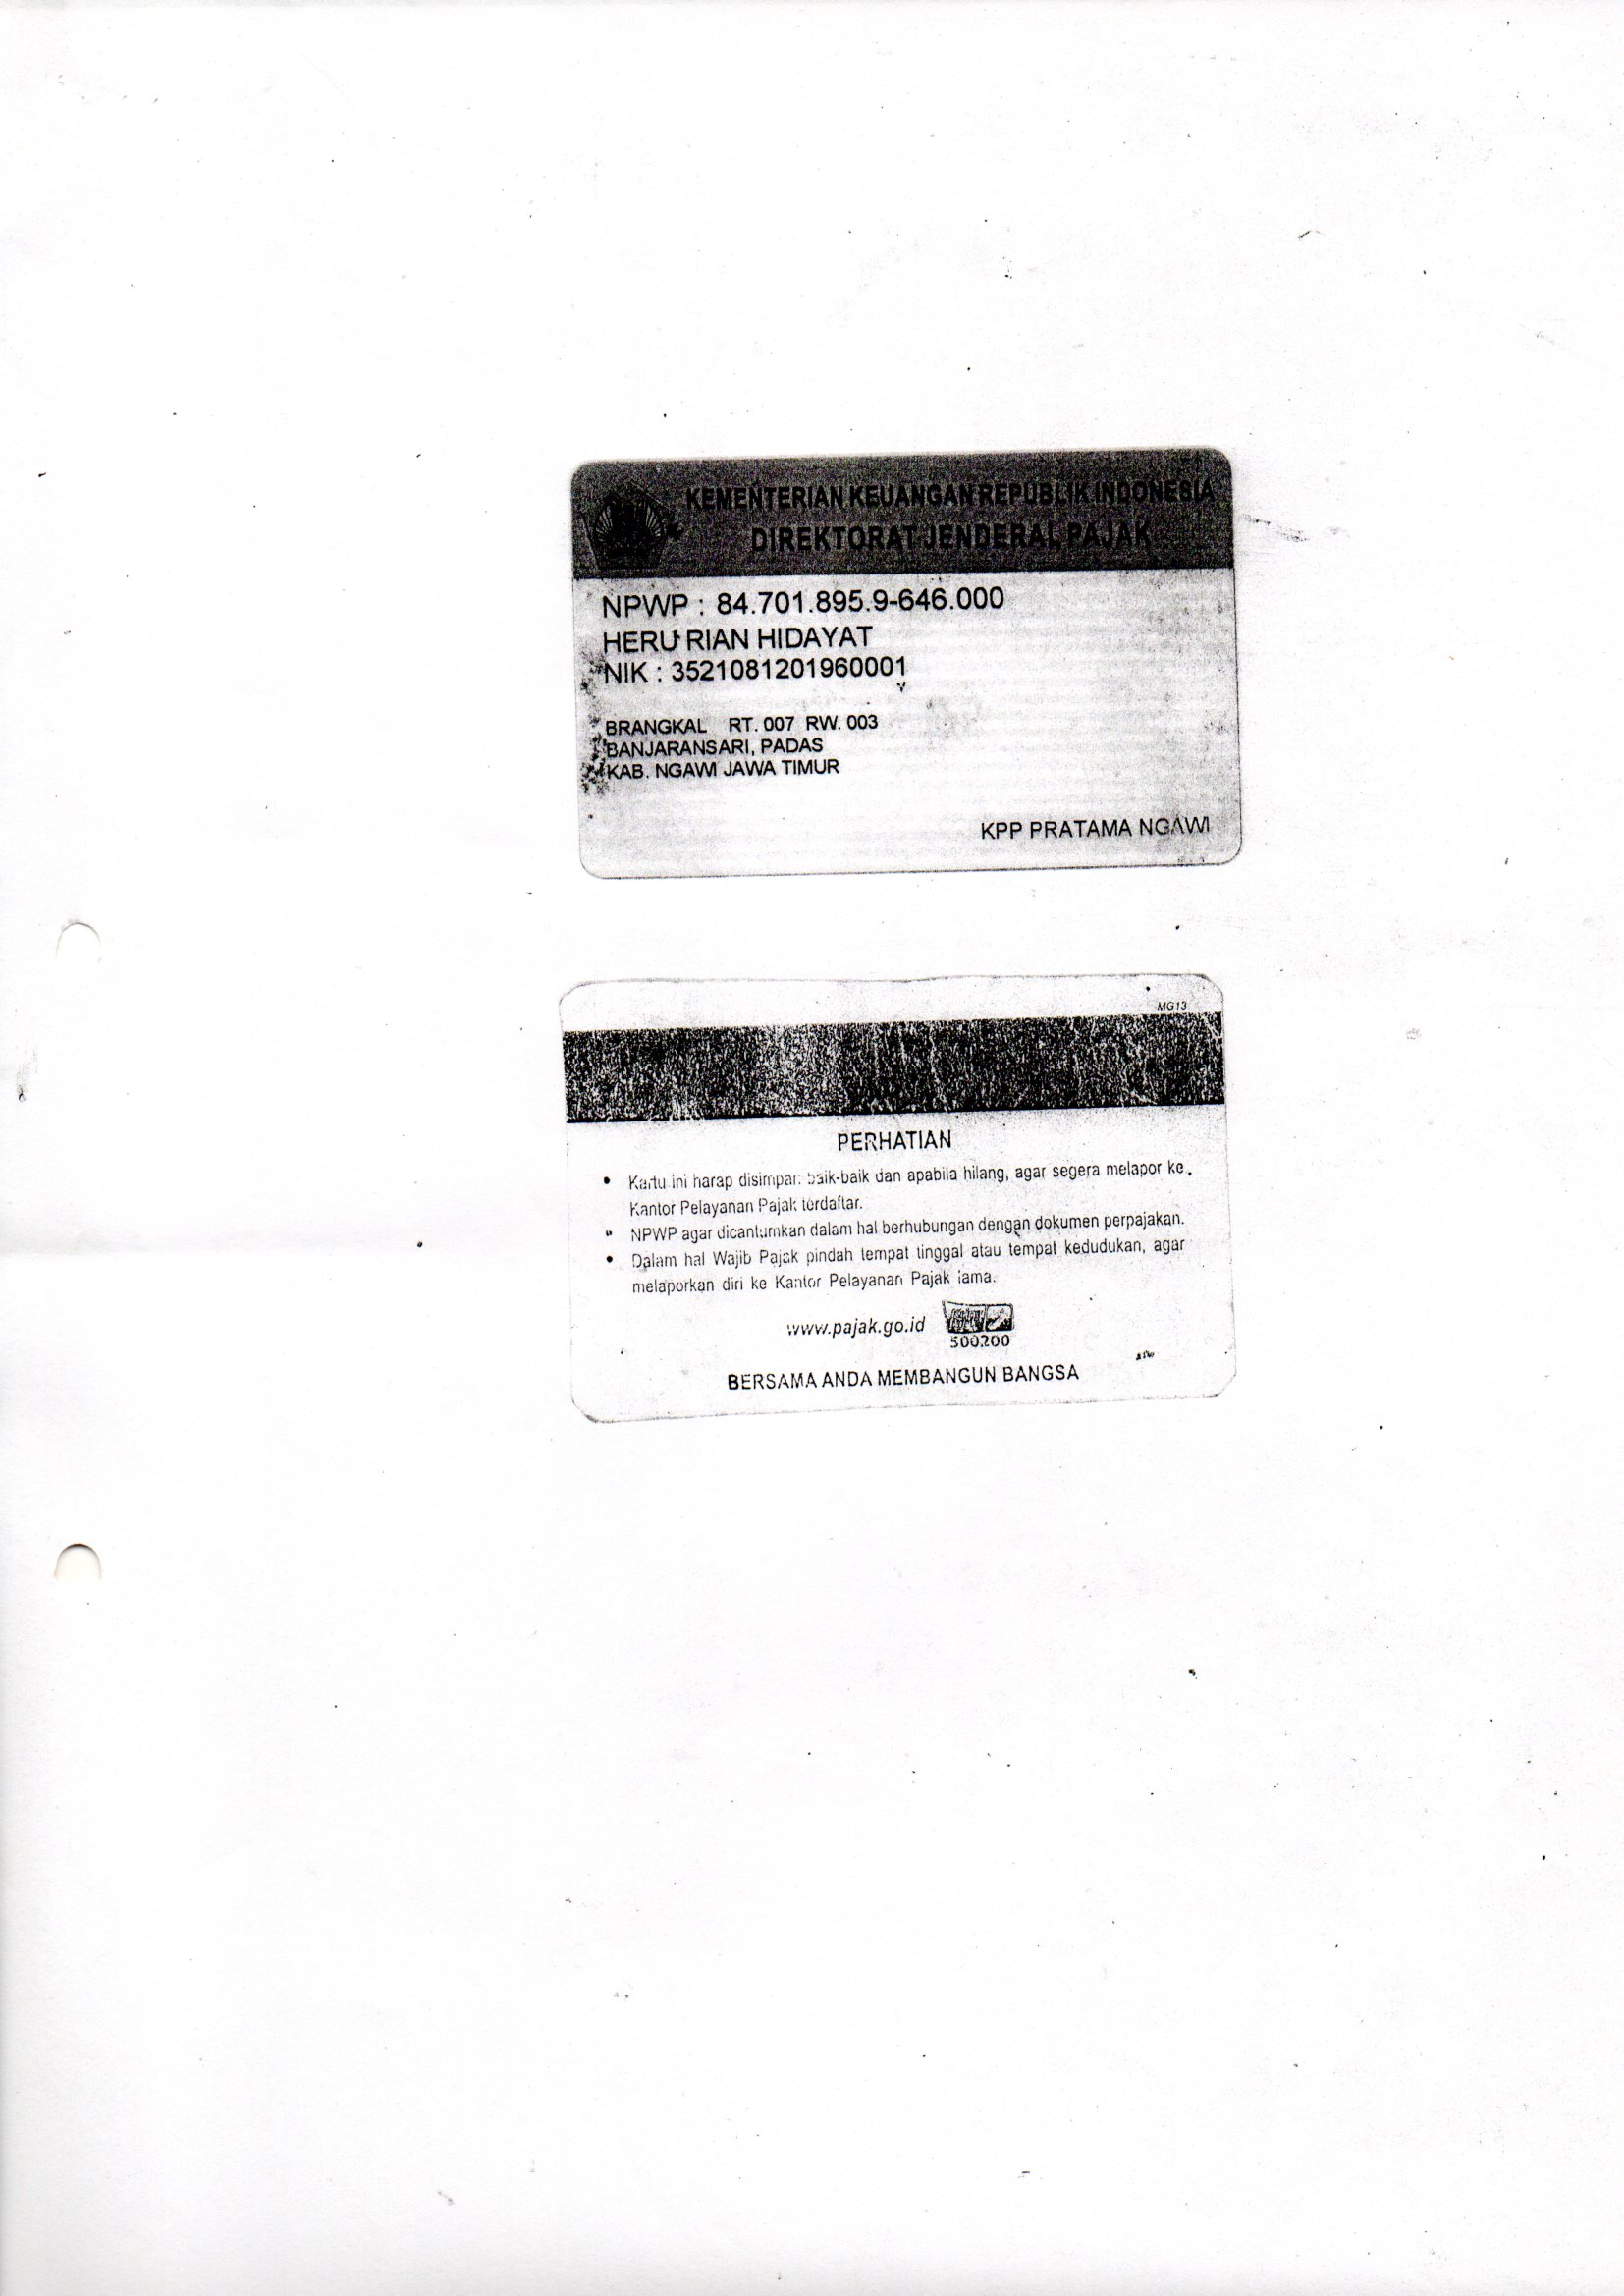 KEMENTERIAN KEUANGAN REPUBLIK INDONESIA
DIREKTORAT JENDERAL PAJAK
NPWP : 84.701.895.9-646.000
HERU RIAN HIDAYAT
NIK : 3521081201960001
BRANGKAL RT. 007 RW. 003
BANJARANSARI, PADAS
KAB. NGAWI JAWA TIMUR
KPP PRATAMA NGAWI
MG13
PERHATIAN
• Kartu ini harap disimpan baik-baik dan apabila hilang, agar segera melapor ke
Kantor Pelayanan Pajak terdaftar.
• NPWP agar dicantumkan dalam hal berhubungan dengan dokumen perpajakan.
• Dalam hal Wajib Pajak pindah tempat tinggal atau tempat kedudukan, agar
melaporkan diri ke Kantor Pelayanan Pajak lama.
www.pajak.go.id
500200
BERSAMA ANDA MEMBANGUN BANGSA